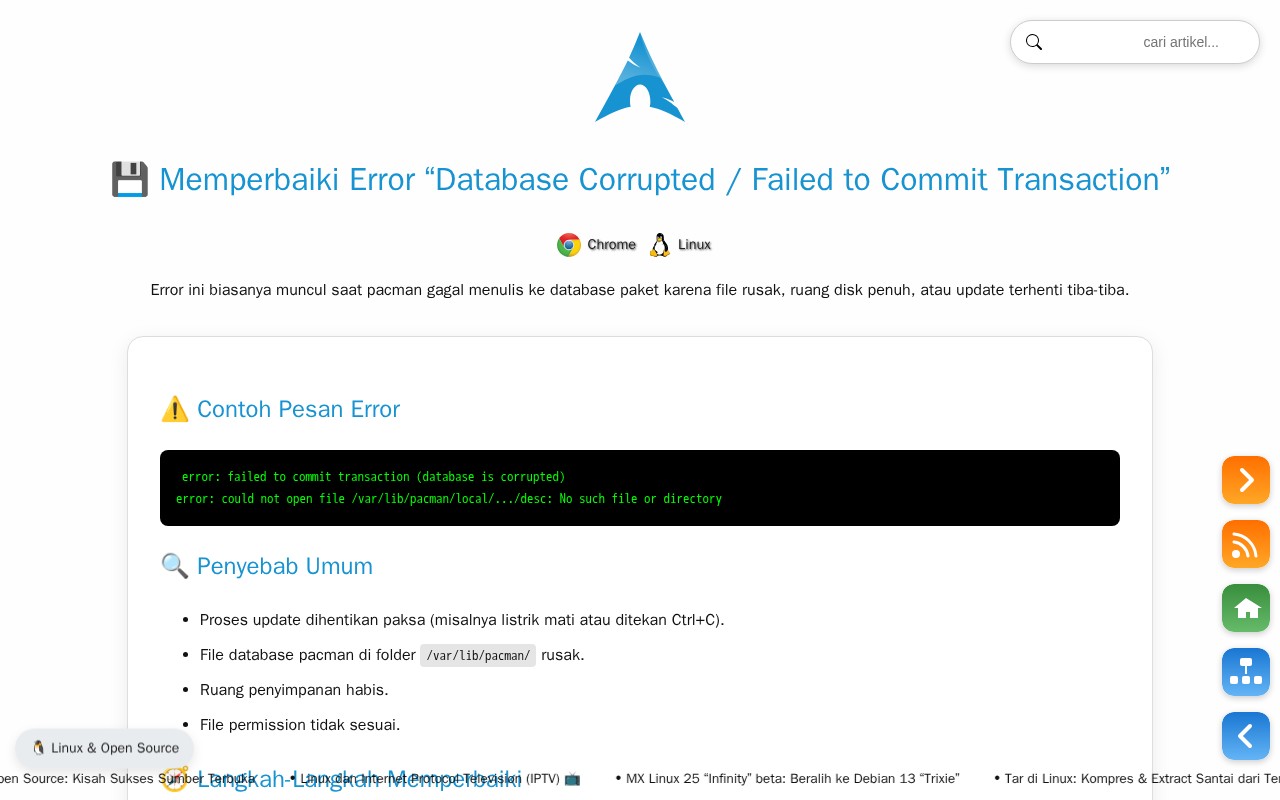 cari artikel...
💾 Memperbaiki Error “Database Corrupted / Failed to Commit Transaction”
Chrome Linux
Error ini biasanya muncul saat pacman gagal menulis ke database paket karena file rusak, ruang disk penuh, atau update terhenti tiba-tiba.
⚠️ Contoh Pesan Error
error: failed to commit transaction (database is corrupted)
error: could not open file /var/lib/pacman/local/.../desc: No such file or directory
🔍 Penyebab Umum
• Proses update dihentikan paksa (misalnya listrik mati atau ditekan Ctrl+C).
• File database pacman di folder /var/lib/pacman/ rusak.
• Ruang penyimpanan habis.
• File permission tidak sesuai.
🐧 Linux & Open Source
🧭 Langkah-Langkah Memperbaiki
pen Source: Kisah Sukses Sumber Terbuka • Linux dan Internet Protocol Television (IPTV) 📺 • MX Linux 25 “Infinity” beta: Beralih ke Debian 13 “Trixie” • Tar di Linux: Kompres & Extract Santai dari Ter